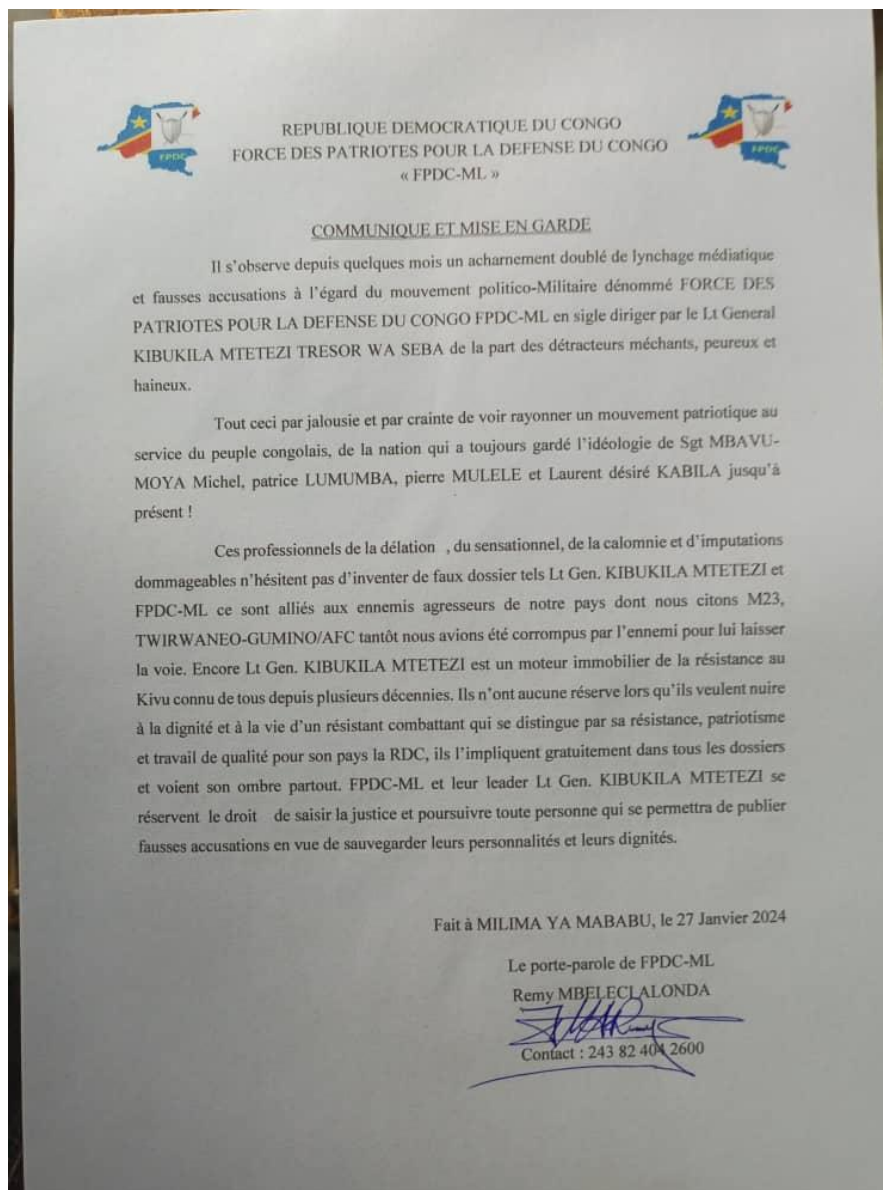 FPDC
FPDC
REPUBLIQUE DEMOCRATIQUE DU CONGO
FORCE DES PATRIOTES POUR LA DEFENSE DU CONGO
« FPDC-ML »
COMMUNIQUE ET MISE EN GARDE
Il s'observe depuis quelques mois un acharnement doublé de lynchage médiatique
et fausses accusations à l'égard du mouvement politico-Militaire dénommé FORCE DES
PATRIOTES POUR LA DEFENSE DU CONGO FPDC-ML en sigle diriger par le Lt General
KIBUKILA MTETEZI TRESOR WA SEBA de la part des détracteurs méchants, peureux et
haineux.
Tout ceci par jalousie et par crainte de voir rayonner un mouvement patriotique au
service du peuple congolais, de la nation qui a toujours gardé l'idéologie de Sgt MBAVU-
MOYA Michel, patrice LUMUMBA, pierre MULELE et Laurent désiré KABILA jusqu'à
présent !
Ces professionnels de la délation , du sensationnel, de la calomnie et d'imputations
dommageables n'hésitent pas d'inventer de faux dossier tels Lt Gen. KIBUKILA MTETEZI et
FPDC-ML ce sont alliés aux ennemis agresseurs de notre pays dont nous citons M23,
TWIRWANEO-GUMINO/AFC tantôt nous avions été corrompus par l'ennemi pour lui laisser
la voie. Encore Lt Gen. KIBUKILA MTETEZI est un moteur immobilier de la résistance au
Kivu connu de tous depuis plusieurs décennies. Ils n'ont aucune réserve lors qu'ils veulent nuire
à la dignité et à la vie d'un résistant combattant qui se distingue par sa résistance, patriotisme
et travail de qualité pour son pays la RDC, ils l'impliquent gratuitement dans tous les dossiers
et voient son ombre partout. FPDC-ML et leur leader Lt Gen. KIBUKILA MTETEZI se
réservent le droit de saisir la justice et poursuivre toute personne qui se permettra de publier
fausses accusations en vue de sauvegarder leurs personnalités et leurs dignités.
Fait à MILIMA YA MABABU, le 27 Janvier 2024
Le porte-parole de FPDC-ML
Remy MBELECI ALONDA
Contact : 243 82 404 2600